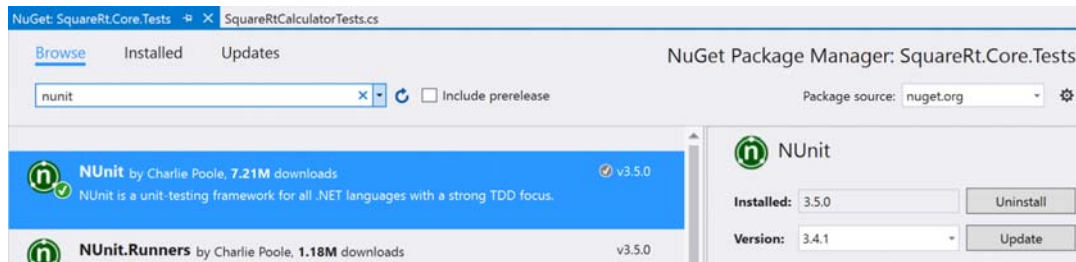 NuGet: SquareRt.Core.Tests SquareRtCalculatorTests.cs
Browse Installed Updates
NuGet Package Manager: SquareRt.Core.Tests
nunit
Include prerelease
Package source: nuget.org
NUnit by Charlie Poole, 7.21M downloads v3.5.0
NUnit is a unit-testing framework for all .NET languages with a strong TDD focus.
NUnit.Runners by Charlie Poole, 1.18M downloads v3.5.0
NUnit
Installed: 3.5.0 Uninstall
Version: 3.4.1 Update